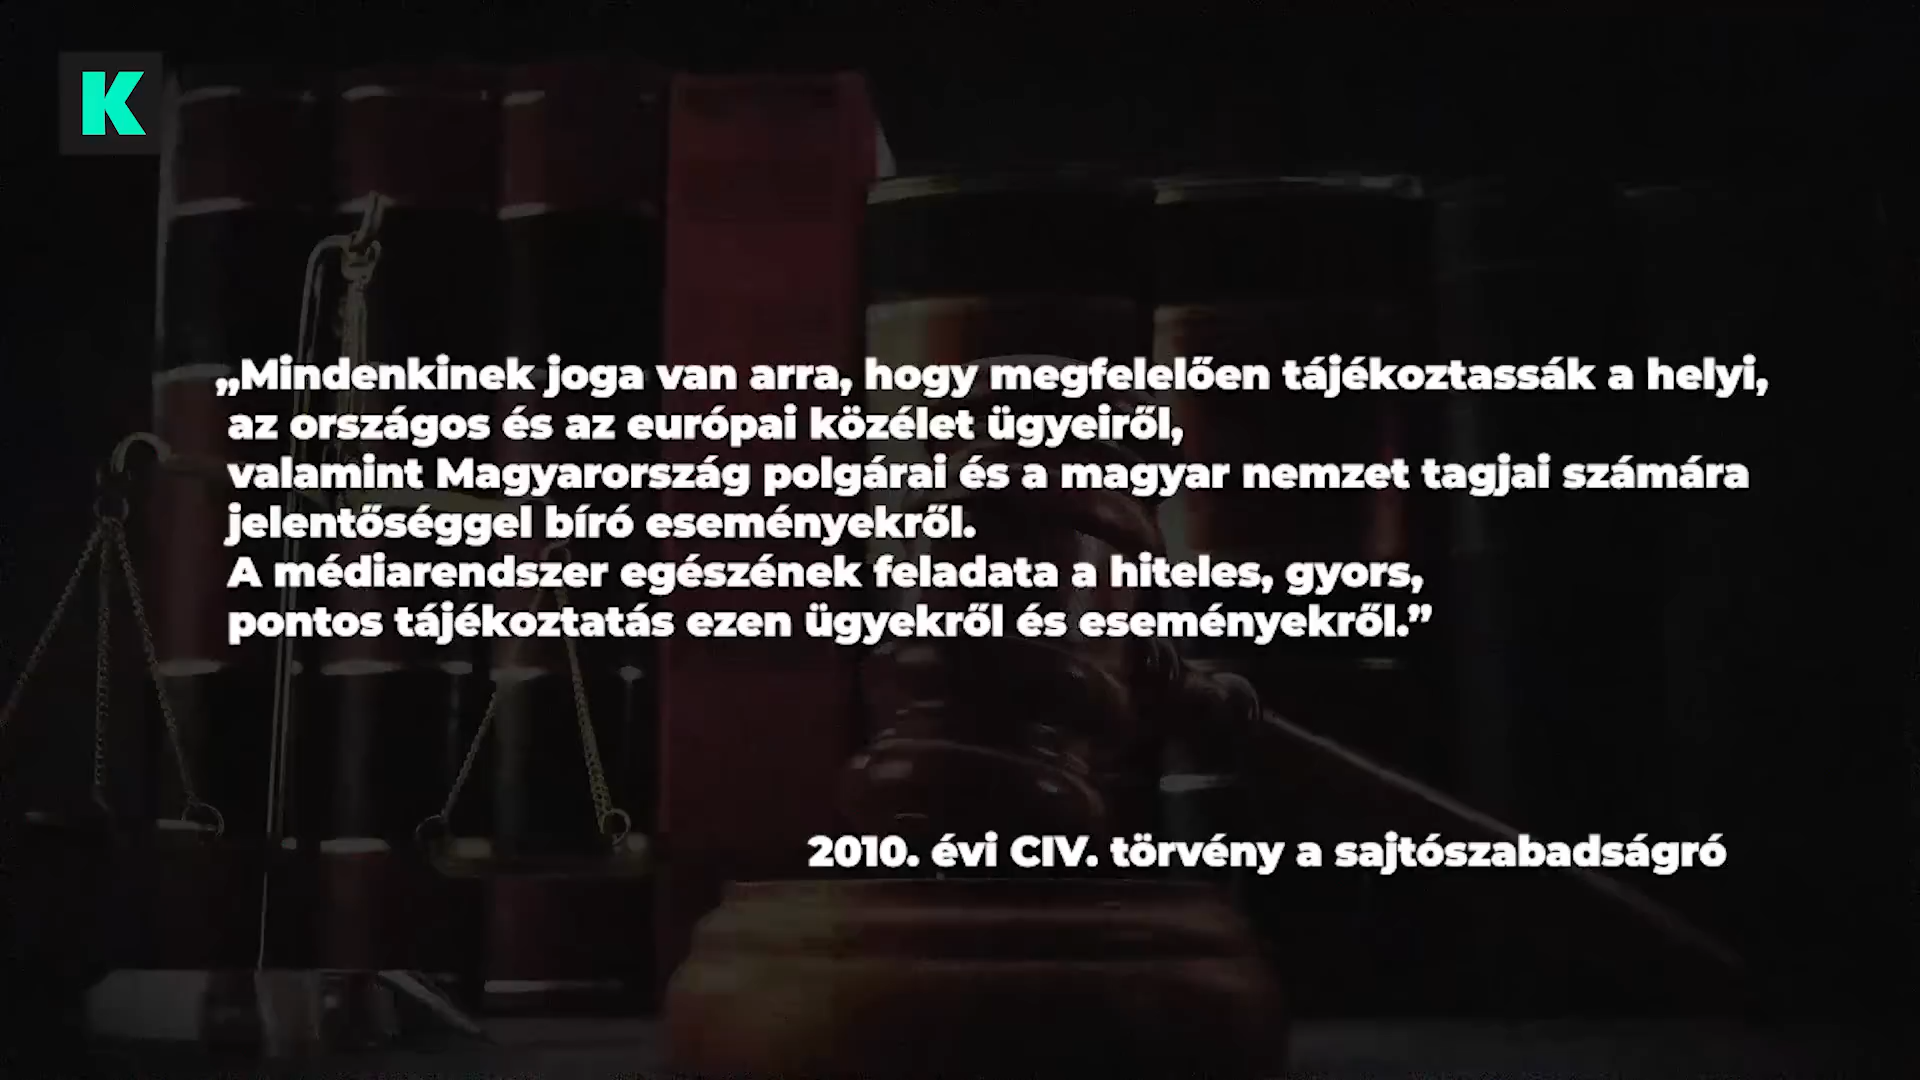 K
„Mindenkinek joga van arra, hogy megfelelően tájékoztassák a helyi,
az országos és az európai közélet ügyeiről,
valamint Magyarország polgárai és a magyar nemzet tagjai számára
jelentőséggel bíró eseményekről.
A médiarendszer egészének feladata a hiteles, gyors,
pontos tájékoztatás ezen ügyekről és eseményekről.”
2010. évi CIV. törvény a sajtószabadságró